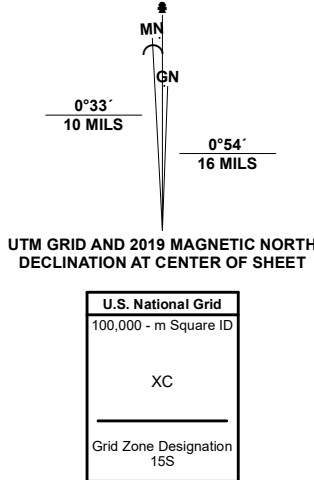 MN
GN
0°33´
10 MILS
0°54´
16 MILS
UTM GRID AND 2019 MAGNETIC NORTH
DECLINATION AT CENTER OF SHEET
U.S. National Grid
100,000 - m Square ID
XC
Grid Zone Designation
15S